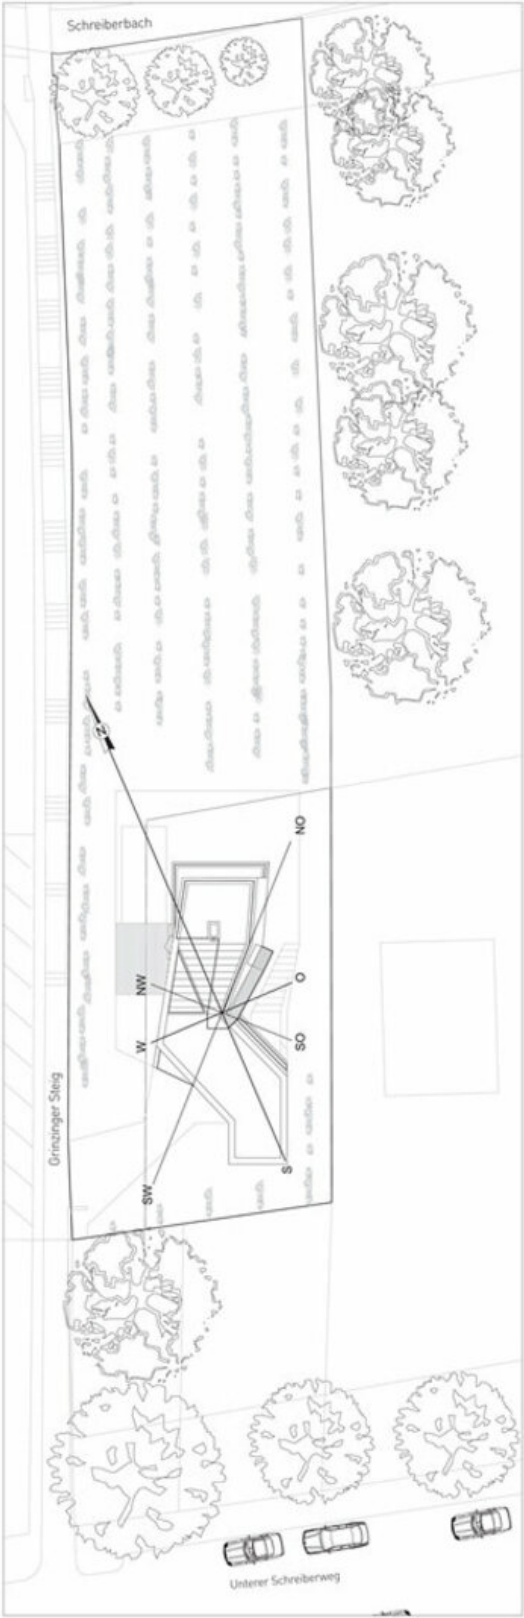 Schreiberbach
N
NO
NW
O
W
SO
S
SW
Grinzinger Steig
Unterer Schreiberweg